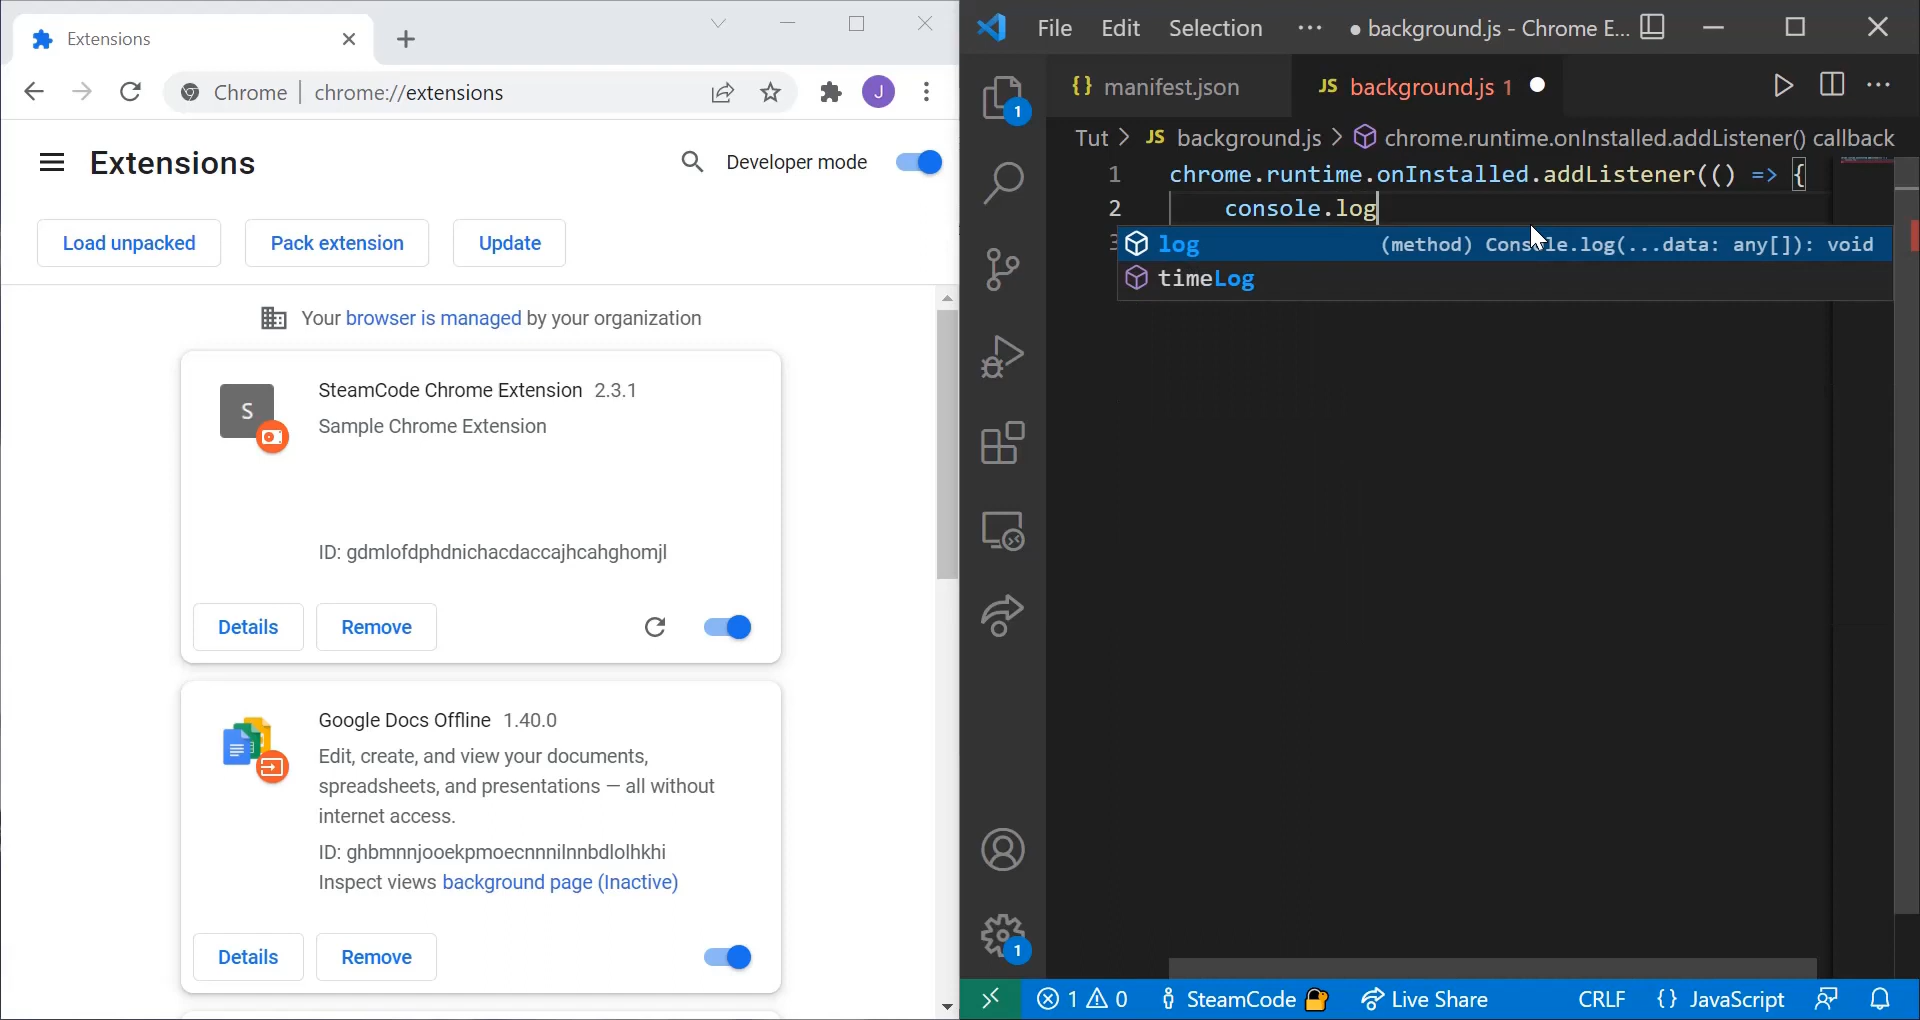 Extensions
Chrome chrome://extensions
J
Extensions
Developer mode
Load unpacked
Pack extension
Update
Your browser is managed by your organization
S
SteamCode Chrome Extension 2.3.1
Sample Chrome Extension
ID: gdmlofdphdnichacdaccajhcahghomjl
Details
Remove
Google Docs Offline 1.40.0
Edit, create, and view your documents,
spreadsheets, and presentations — all without
internet access.
ID: ghbmnnjooekpmoecnnnilnnbdlolhkhi
Inspect views background page (Inactive)
Details
Remove
File Edit Selection ··· ● background.js - Chrome E...
{} manifest.json
JS background.js 1
Tut > JS background.js > chrome.runtime.onInstalled.addListener() callback
1 chrome.runtime.onInstalled.addListener(() => {
2 console.log
3
log (method) Console.log(...data: any[]): void
timeLog
1
1
1 0 SteamCode Live Share CRLF {} JavaScript